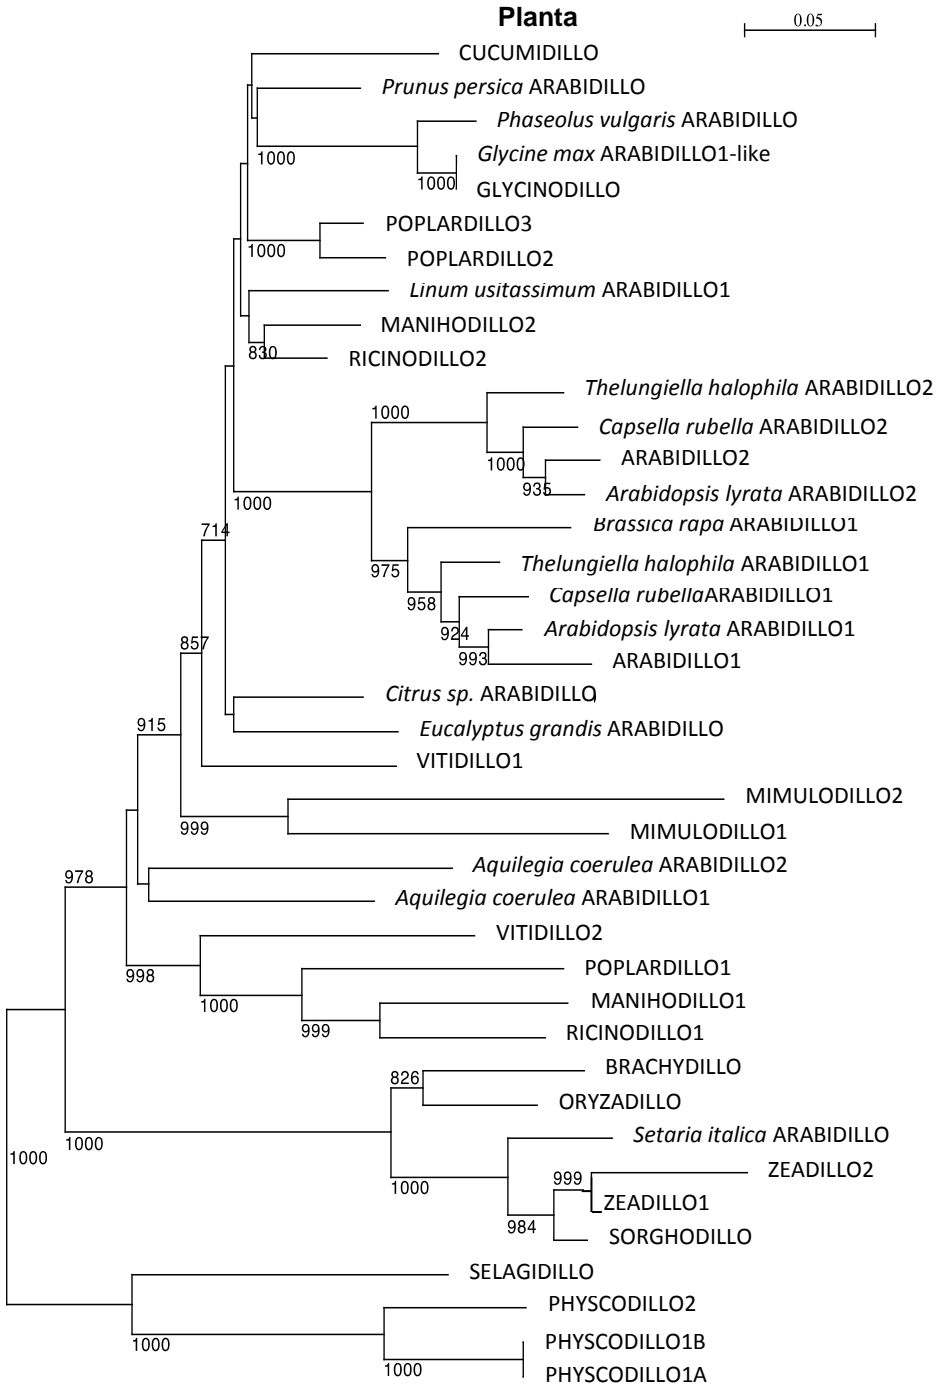 Planta
0.05
CUCUMIDILLO
Prunus persica ARABIDILLO
Phaseolus vulgaris ARABIDILLO
1000
Glycine max ARABIDILLO1-like
1000
GLYCINODILLO
POPLARDILLO3
1000
POPLARDILLO2
Linum usitassimum ARABIDILLO1
MANIHODILLO2
830
RICINODILLO2
Thelungiella halophila ARABIDILLO2
1000
Capsella rubella ARABIDILLO2
1000
ARABIDILLO2
935
Arabidopsis lyrata ARABIDILLO2
1000
Brassica rapa ARABIDILLO1
714
975
Thelungiella halophila ARABIDILLO1
958
Capsella rubellaARABIDILLO1
924
Arabidopsis lyrata ARABIDILLO1
857
993
ARABIDILLO1
Citrus sp. ARABIDILLO
915
Eucalyptus grandis ARABIDILLO
VITIDILLO1
MIMULODILLO2
999
MIMULODILLO1
Aquilegia coerulea ARABIDILLO2
978
Aquilegia coerulea ARABIDILLO1
VITIDILLO2
998
POPLARDILLO1
1000
MANIHODILLO1
999
RICINODILLO1
BRACHYDILLO
826
ORYZADILLO
1000
Setaria italica ARABIDILLO
1000
ZEADILLO2
999
1000
ZEADILLO1
984
SORGHODILLO
SELAGIDILLO
PHYSCODILLO2
1000
PHYSCODILLO1B
1000
PHYSCODILLO1A